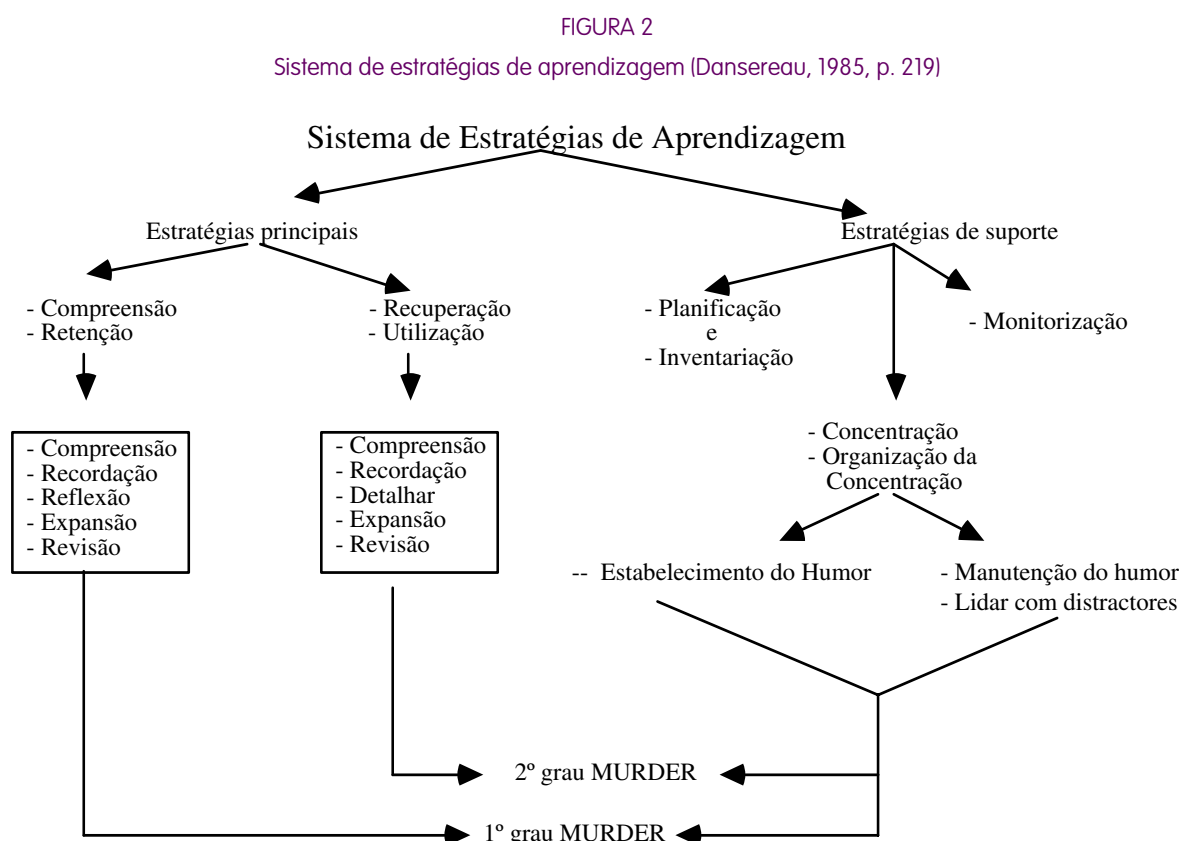 FIGURA 2
Sistema de estratégias de aprendizagem (Dansereau, 1985, p. 219)
Sistema de Estratégias de Aprendizagem
Estratégias principais
Estratégias de suporte
- Compreensão
- Retenção
- Recuperação
- Utilização
- Planificação
e
- Inventariação
- Monitorização
- Compreensão
- Recordação
- Reflexão
- Expansão
- Revisão
- Compreensão
- Recordação
- Detalhar
- Expansão
- Revisão
- Concentração
- Organização da
Concentração
-- Estabelecimento do Humor
- Manutenção do humor
- Lidar com distractores
2º grau MURDER
1º grau MURDER